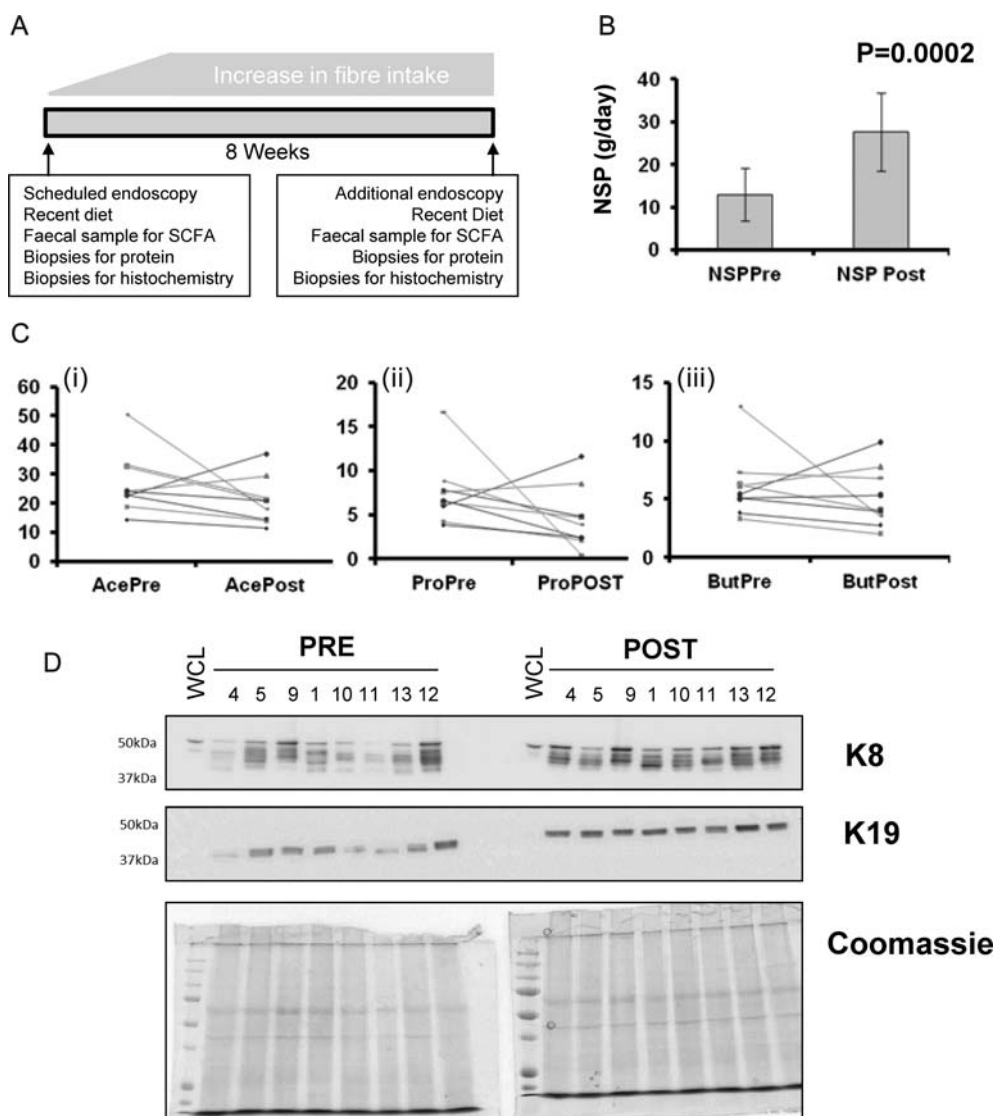 A
Increase in fibre intake
8 Weeks
Scheduled endoscopy
Recent diet
Faecal sample for SCFA
Biopsies for protein
Biopsies for histochemistry
Additional endoscopy
Recent Diet
Faecal sample for SCFA
Biopsies for protein
Biopsies for histochemistry
B
P=0.0002
NSP (g/day)
40
30
20
10
0
NSPPre NSP Post
C
(i)
60
50
40
30
20
10
0
AcePre AcePost
(ii)
20
15
10
5
0
ProPre ProPOST
(iii)
15
10
5
0
ButPre ButPost
D
PRE POST
WCL 4 5 9 1 10 11 13 12 WCL 4 5 9 1 10 11 13 12
50kDa
37kDa
K8
50kDa
37kDa
K19
Coomassie